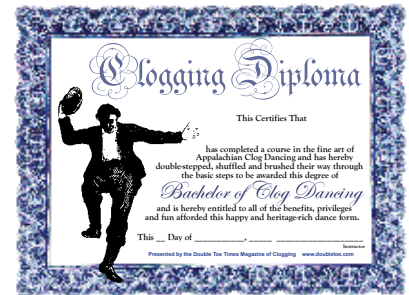 Clogging Diploma
This Certifies That
has completed a course in the fine art of
Appalachian Clog Dancing and has hereby
double-stepped, shuffled and brushed their way through
the basic steps to be awarded this degree of
Bachelor of Clog Dancing
and is hereby entitled to all of the benefits, privileges
and fun afforded this happy and heritage-rich dance form.
This __ Day of __________, _____ _________________
Instructor
Presented by the Double Toe Times Magazine of Clogging www.doubletoe.com